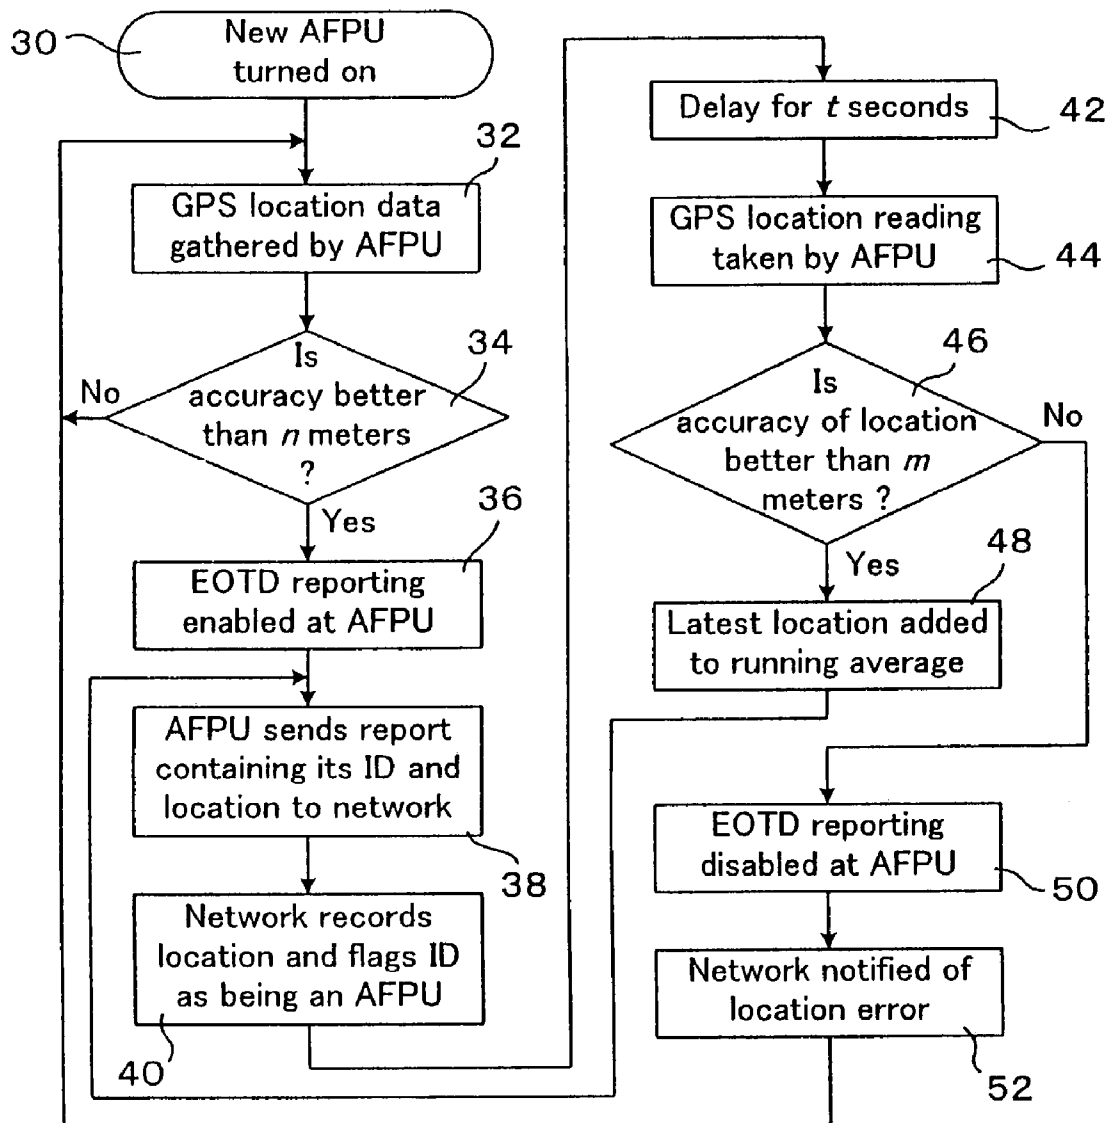 30
New AFPU
turned on
32
GPS location data
gathered by AFPU
34
Is
accuracy better
than n meters
?
No
Yes
36
EOTD reporting
enabled at AFPU
AFPU sends report
containing its ID and
location to network
38
Network records
location and flags ID
as being an AFPU
40
Delay for t seconds
42
GPS location reading
taken by AFPU
44
46
Is
accuracy of location
better than m
meters ?
No
Yes
48
Latest location added
to running average
EOTD reporting
disabled at AFPU
50
Network notified of
location error
52